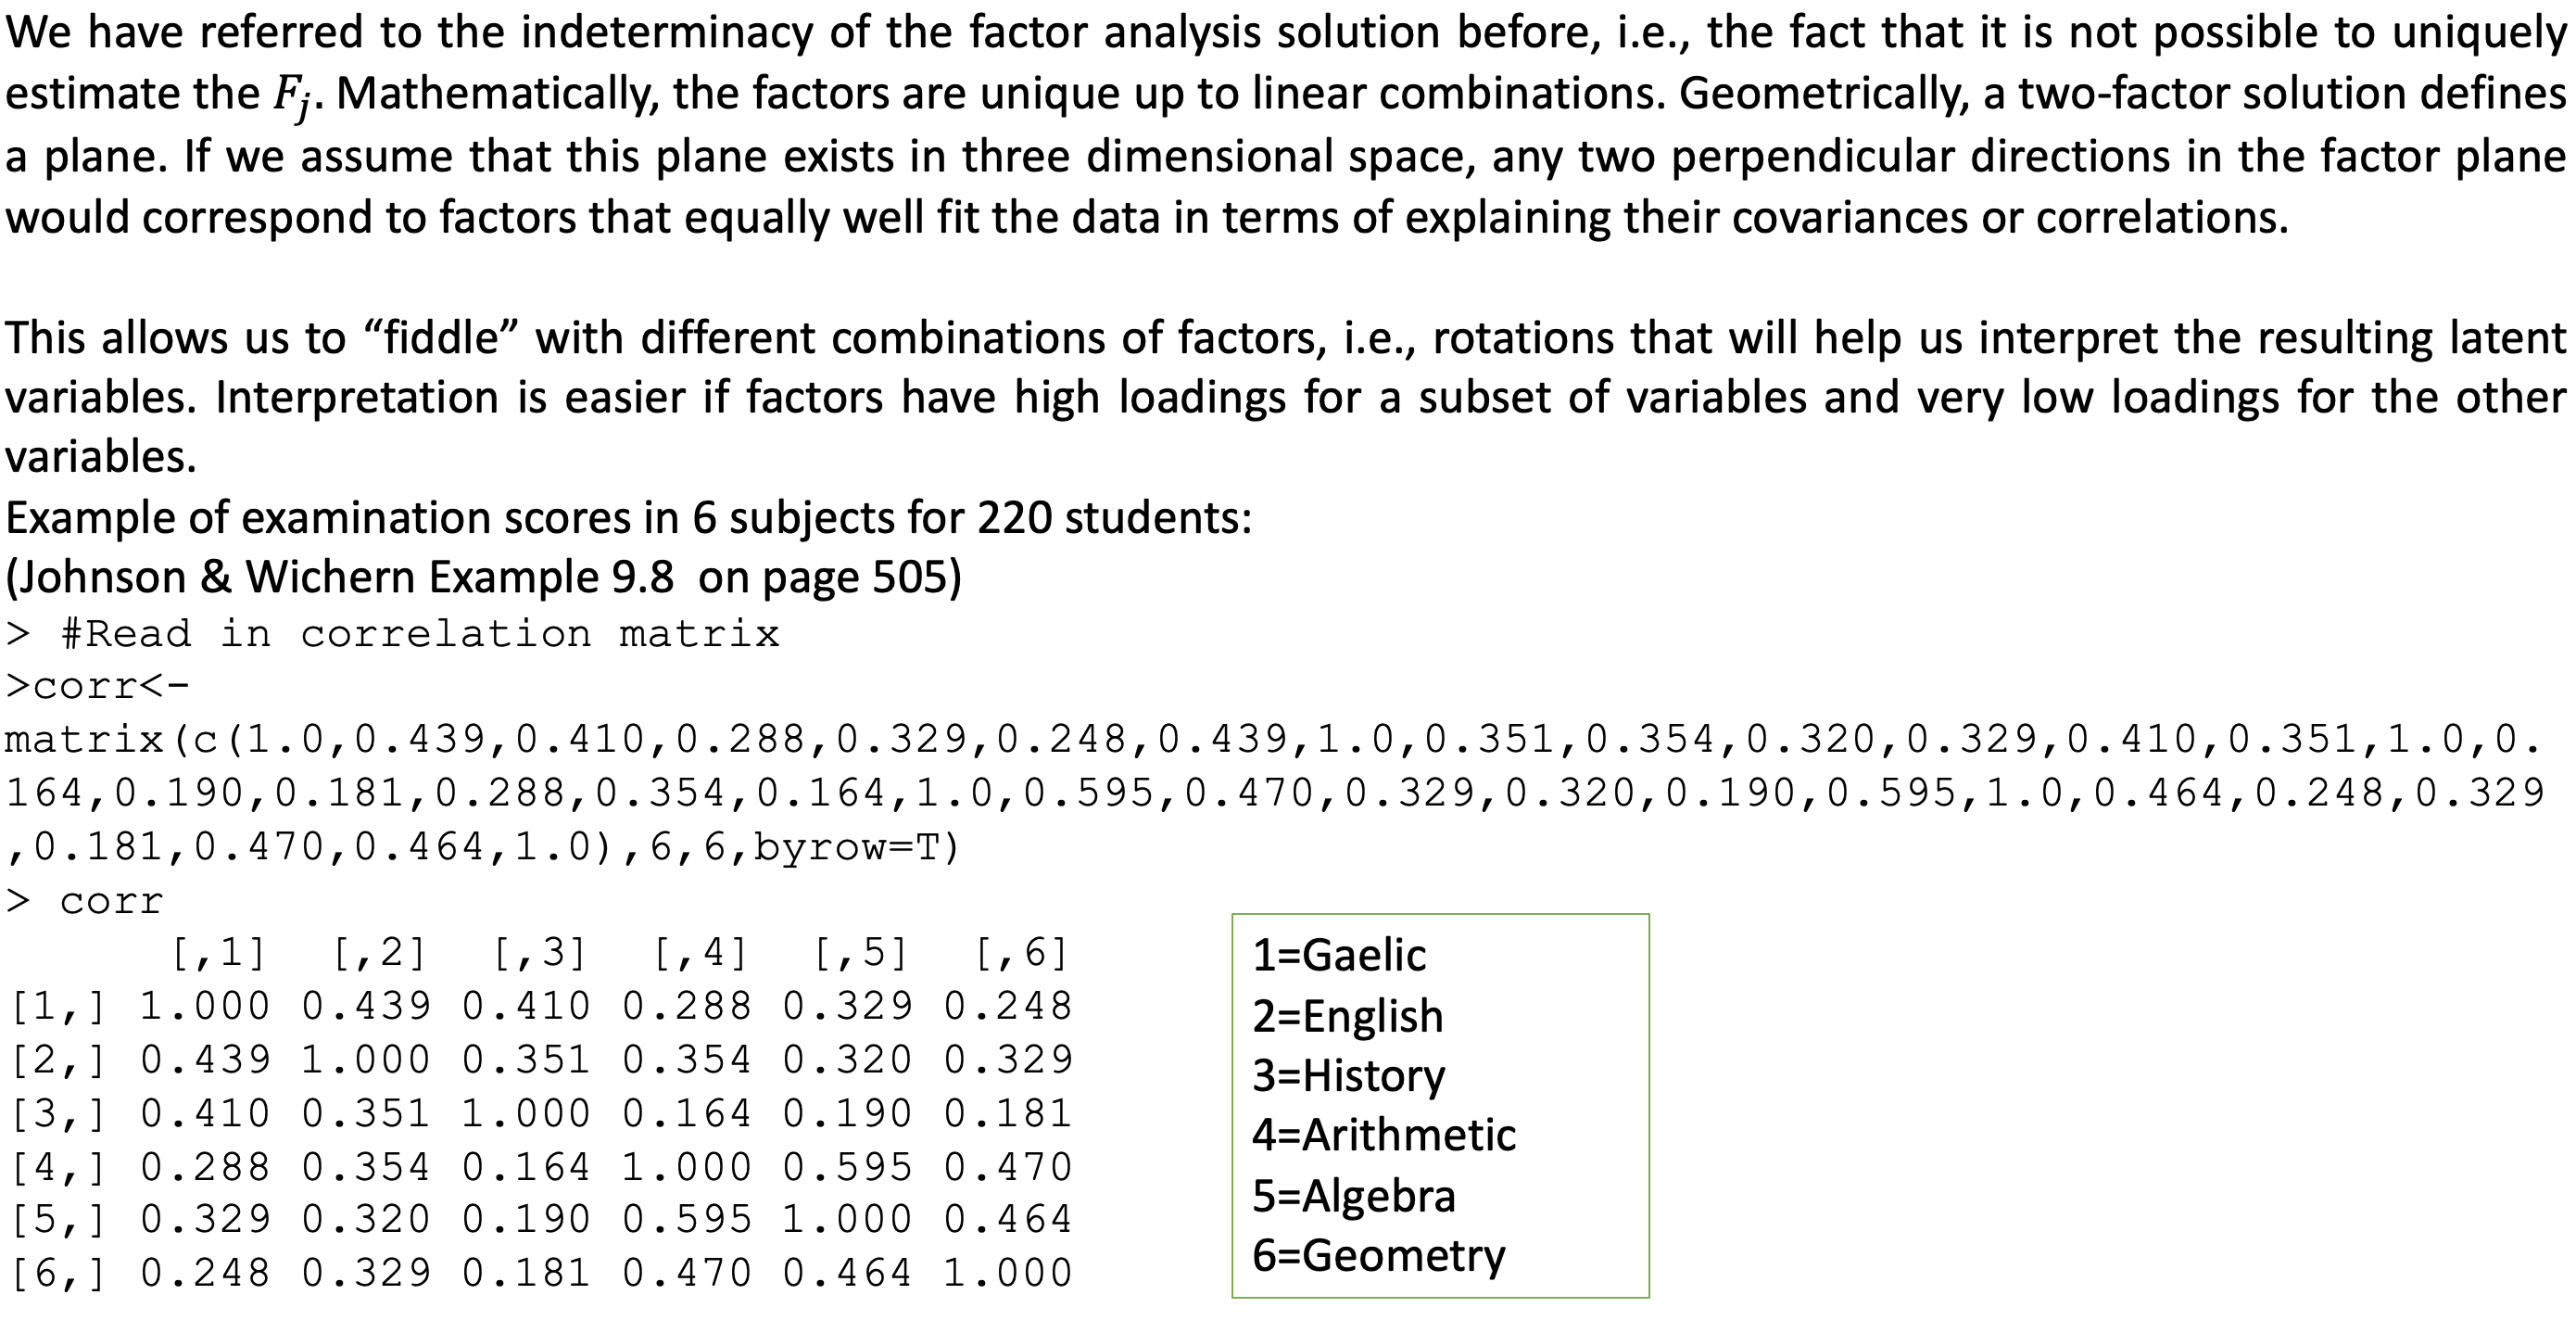 We have referred to the indeterminacy of the factor analysis solution before, i.e., the fact that it is not possible to uniquely
estimate the Fj. Mathematically, the factors are unique up to linear combinations. Geometrically, a two-factor solution defines
a plane. If we assume that this plane exists in three dimensional space, any two perpendicular directions in the factor plane
would correspond to factors that equally well fit the data in terms of explaining their covariances or correlations.
This allows us to “fiddle” with different combinations of factors, i.e., rotations that will help us interpret the resulting latent
variables. Interpretation is easier if factors have high loadings for a subset of variables and very low loadings for the other
variables.
Example of examination scores in 6 subjects for 220 students:
(Johnson & Wichern Example 9.8 on page 505)
> #Read in correlation matrix
>corr<-
matrix(c(1.0,0.439,0.410,0.288,0.329,0.248,0.439,1.0,0.351,0.354,0.320,0.329,0.410,0.351,1.0,0.
164,0.190,0.181,0.288,0.354,0.164,1.0,0.595,0.470,0.329,0.320,0.190,0.595,1.0,0.464,0.248,0.329
,0.181,0.470,0.464,1.0),6,6,byrow=T)
> corr
[,1] [,2] [,3] [,4] [,5] [,6]
[1,] 1.000 0.439 0.410 0.288 0.329 0.248
[2,] 0.439 1.000 0.351 0.354 0.320 0.329
[3,] 0.410 0.351 1.000 0.164 0.190 0.181
[4,] 0.288 0.354 0.164 1.000 0.595 0.470
[5,] 0.329 0.320 0.190 0.595 1.000 0.464
[6,] 0.248 0.329 0.181 0.470 0.464 1.000
1=Gaelic
2=English
3=History
4=Arithmetic
5=Algebra
6=Geometry